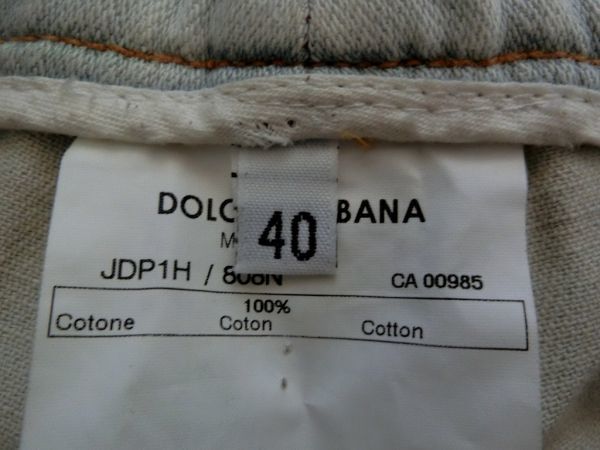 DOLC BANA
40
JDP1H / 808N
CA 00985
100%
Cotone Coton Cotton